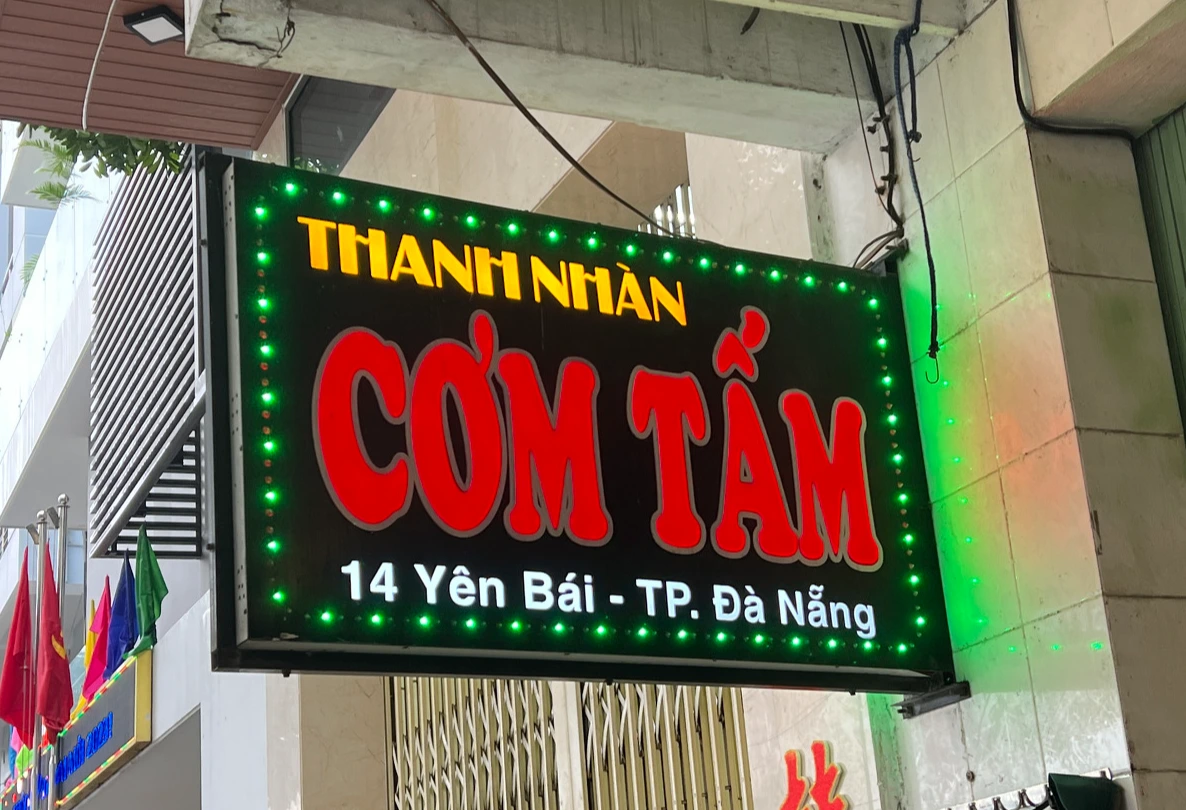 THANH NHÀN
CƠM TẤM
14 Yên Bái - TP. Đà Nẵng